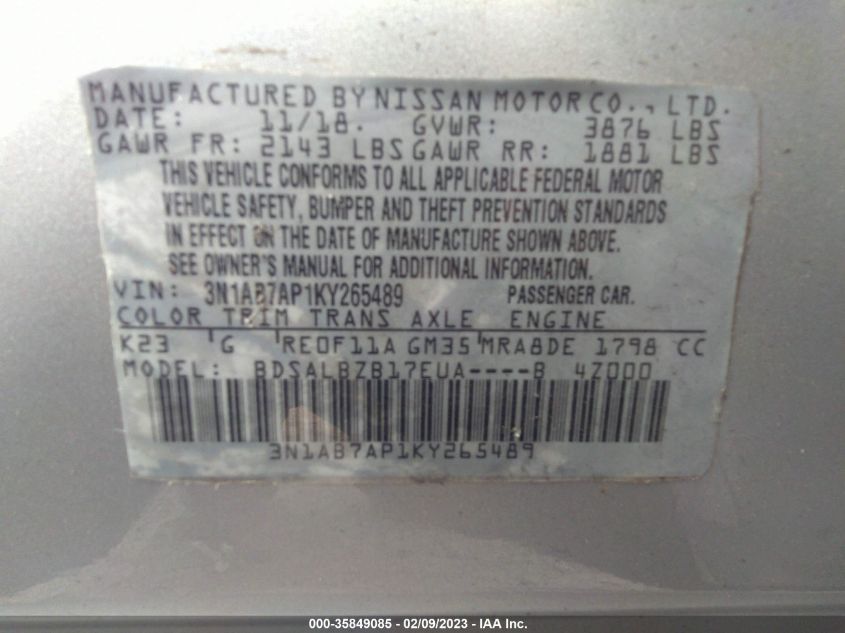 MANUFACTURED BY NISSAN MOTOR CO., LTD.
DATE: 11/18. GVWR: 3876 LBS
GAWR FR: 2143 LBS GAWR RR: 1881 LBS
THIS VEHICLE CONFORMS TO ALL APPLICABLE FEDERAL MOTOR
VEHICLE SAFETY, BUMPER AND THEFT PREVENTION STANDARDS
IN EFFECT ON THE DATE OF MANUFACTURE SHOWN ABOVE.
SEE OWNER'S MANUAL FOR ADDITIONAL INFORMATION.
VIN: 3N1AB7AP1KY265489 PASSENGER CAR.
COLOR TRIM TRANS AXLE ENGINE
K23 'G 'RE0F11A GM35'MRA8DE 1798 CC
MODEL: BDSALBZB17EUA----B 4Z000
3N1AB7AP1KY265489
000-35849085 - 02/09/2023 - IAA Inc.